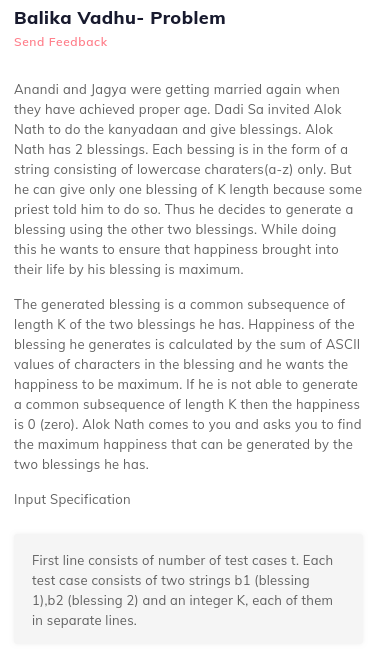 Balika Vadhu- Problem
Send Feedback
Anandi and Jagya were getting married again when
they have achieved proper age. Dadi Sa invited Alok
Nath to do the kanyadaan and give blessings. Alok
Nath has 2 blessings. Each bessing is in the form of a
string consisting of lowercase charaters(a-z) only. But
he can give only one blessing of K length because some
priest told him to do so. Thus he decides to generate a
blessing using the other two blessings. While doing
this he wants to ensure that happiness brought into
their life by his blessing is maximum.
The generated blessing is a common subsequence of
length K of the two blessings he has. Happiness of the
blessing he generates is calculated by the sum of ASCII
values of characters in the blessing and he wants the
happiness to be maximum. If he is not able to generate
a common subsequence of length K then the happiness
is 0 (zero). Alok Nath comes to you and asks you to find
the maximum happiness that can be generated by the
two blessings he has.
Input Specification
First line consists of number of test cases t. Each
test case consists of two strings b1 (blessing
1),b2 (blessing 2) and an integer K, each of them
in separate lines.